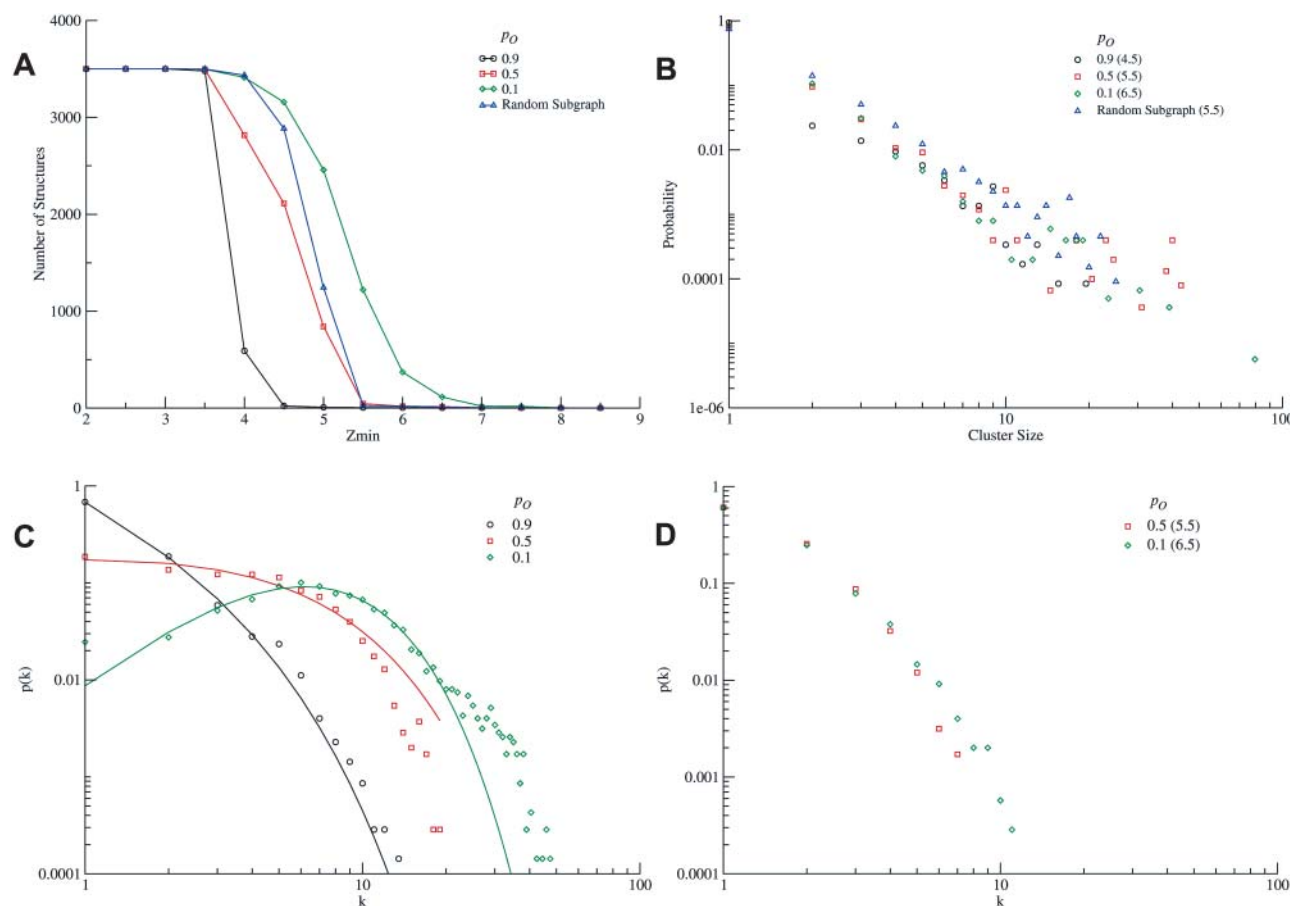 A
4000
3000
2000
1000
0
Number of Structures
2
3
4
5
6
7
8
9
Zmin
p_O
0.9
0.5
0.1
Random Subgraph
B
1
0.01
0.0001
1e-06
Probability
1
10
100
Cluster Size
p_O
0.9 (4.5)
0.5 (5.5)
0.1 (6.5)
Random Subgraph (5.5)
C
1
0.01
0.0001
p(k)
1
10
100
k
p_O
0.9
0.5
0.1
D
1
0.1
0.01
0.001
0.0001
p(k)
1
10
100
k
p_O
0.5 (5.5)
0.1 (6.5)